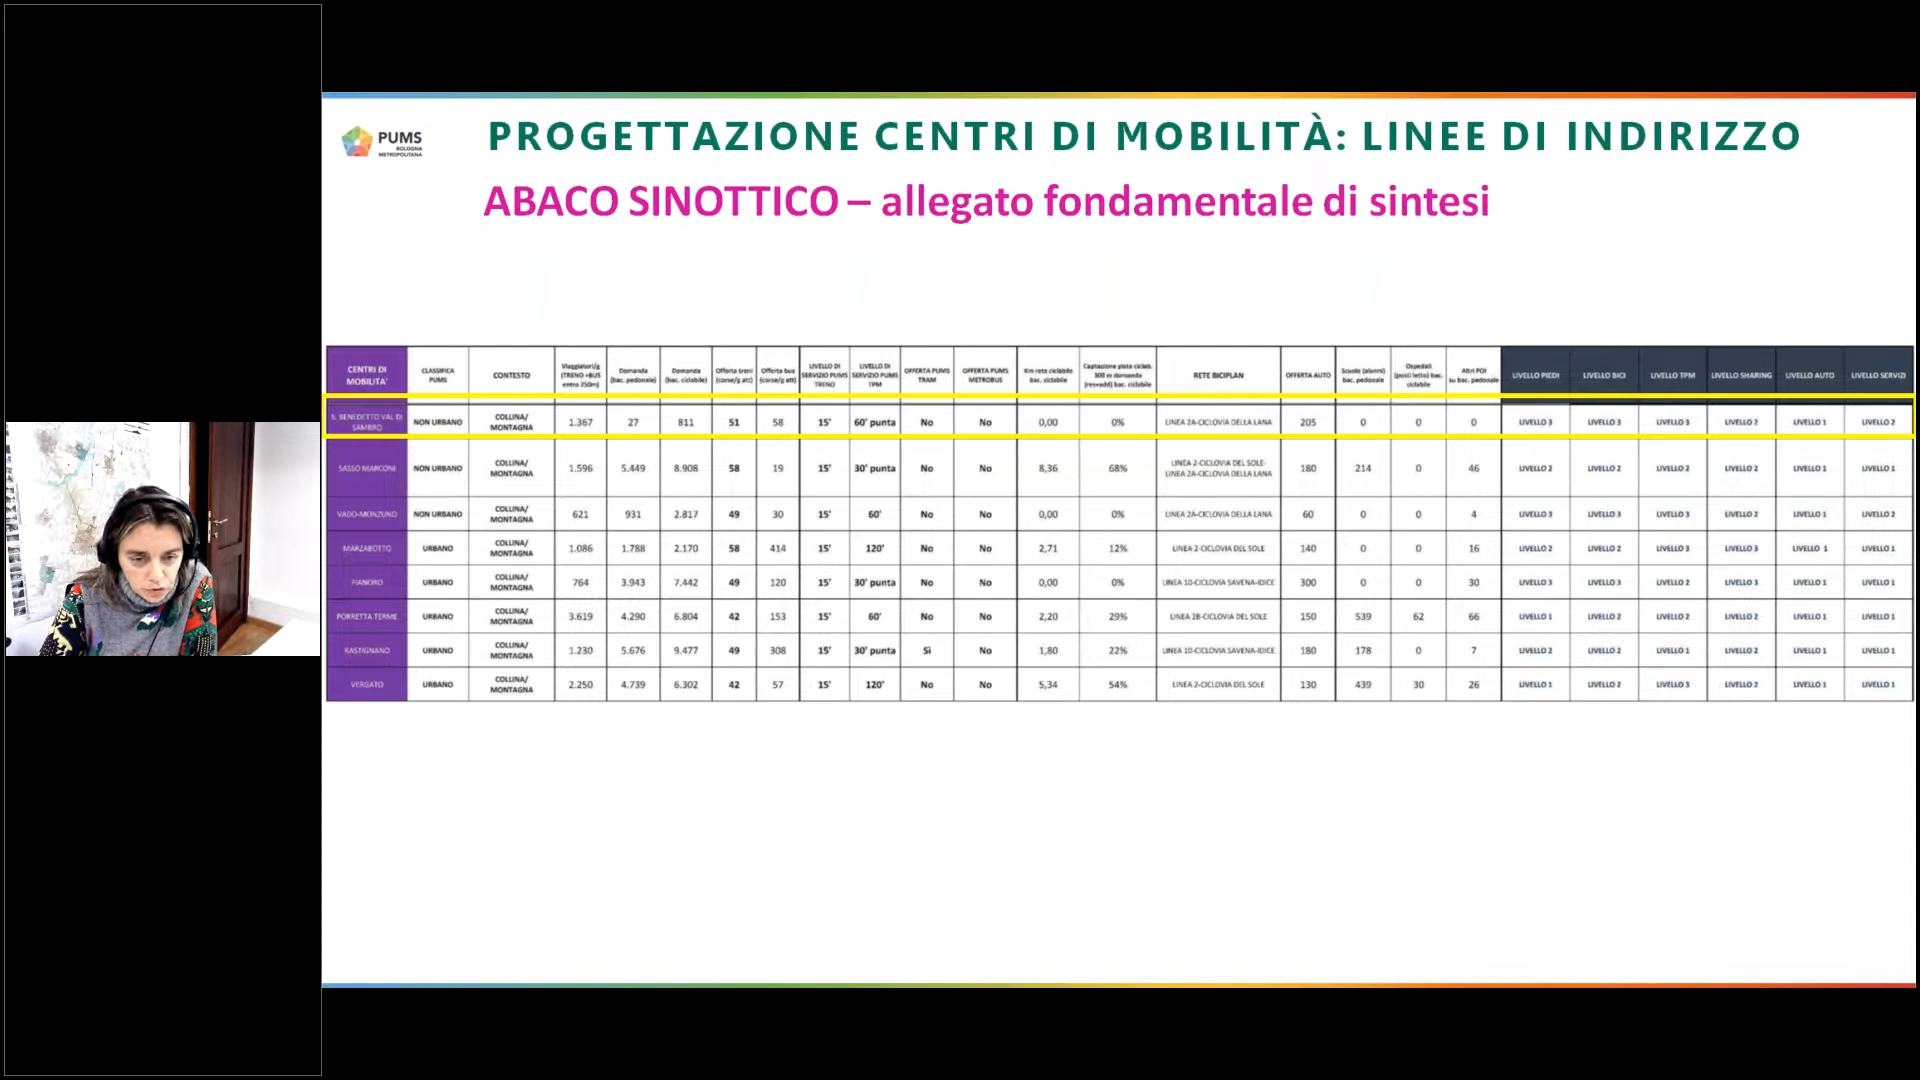 PUMS
BOLOGNA
METROPOLITANA
PROGETTAZIONE CENTRI DI MOBILITÀ: LINEE DI INDIRIZZO
ABACO SINOTTICO – allegato fondamentale di sintesi
CENTRI DI MOBILITA' CLASSIFICA PUMS CONTESTO Viaggiatori/g (TRENO+BUS entro 250m) Domanda (bac. pedonale) Domanda (bac. ciclabile) Offerta treni (corse/g att) Offerta bus (corse/g att) LIVELLO DI SERVIZIO PUMS TRENO LIVELLO DI SERVIZIO PUMS TPM OFFERTA PUMS TRAM OFFERTA PUMS METROBUS Km rete ciclabile bac. ciclabile Captazione pista ciclab. 300 m domanda (res+add) bac. ciclabile RETE BICIPLAN OFFERTA AUTO Scuole (alunni) bac. pedonale Ospedali (posti letto) bac. ciclabile Altri POI su bac. pedonale LIVELLO PIEDI LIVELLO BICI LIVELLO TPM LIVELLO SHARING LIVELLO AUTO LIVELLO SERVIZI
S. BENEDETTO VAL DI SAMBRO NON URBANO COLLINA/ MONTAGNA 1.367 27 811 51 58 15' 60' punta No No 0,00 0% LINEA 2A-CICLOVIA DELLA LANA 205 0 0 0 LIVELLO 3 LIVELLO 3 LIVELLO 3 LIVELLO 2 LIVELLO 1 LIVELLO 2
SASSO MARCONI NON URBANO COLLINA/ MONTAGNA 1.596 5.449 8.908 58 19 15' 30' punta No No 8,36 68% LINEA 2-CICLOVIA DEL SOLE- LINEA 2A-CICLOVIA DELLA LANA 180 214 0 46 LIVELLO 2 LIVELLO 2 LIVELLO 2 LIVELLO 2 LIVELLO 1 LIVELLO 1
VADO-MONZUNO NON URBANO COLLINA/ MONTAGNA 621 931 2.817 49 30 15' 60' No No 0,00 0% LINEA 2A-CICLOVIA DELLA LANA 60 0 0 4 LIVELLO 3 LIVELLO 3 LIVELLO 3 LIVELLO 2 LIVELLO 1 LIVELLO 2
MARZABOTTO URBANO COLLINA/ MONTAGNA 1.086 1.788 2.170 58 414 15' 120' No No 2,71 12% LINEA 2-CICLOVIA DEL SOLE 140 0 0 16 LIVELLO 2 LIVELLO 2 LIVELLO 3 LIVELLO 3 LIVELLO 1 LIVELLO 1
PIANORO URBANO COLLINA/ MONTAGNA 764 3.943 7.442 49 120 15' 30' punta No No 0,00 0% LINEA 10-CICLOVIA SAVENA-IDICE 300 0 0 30 LIVELLO 3 LIVELLO 3 LIVELLO 2 LIVELLO 3 LIVELLO 1 LIVELLO 1
PORRETTA TERME URBANO COLLINA/ MONTAGNA 3.619 4.290 6.804 42 153 15' 60' No No 2,20 29% LINEA 2B-CICLOVIA DEL SOLE 150 539 62 66 LIVELLO 1 LIVELLO 2 LIVELLO 2 LIVELLO 2 LIVELLO 1 LIVELLO 1
RASTIGNANO URBANO COLLINA/ MONTAGNA 1.230 5.676 9.477 49 308 15' 30' punta Sì No 1,80 22% LINEA 10-CICLOVIA SAVENA-IDICE 180 178 0 7 LIVELLO 2 LIVELLO 2 LIVELLO 1 LIVELLO 2 LIVELLO 1 LIVELLO 1
VERGATO URBANO COLLINA/ MONTAGNA 2.250 4.739 6.302 42 57 15' 120' No No 5,34 54% LINEA 2-CICLOVIA DEL SOLE 130 439 30 26 LIVELLO 1 LIVELLO 2 LIVELLO 3 LIVELLO 2 LIVELLO 1 LIVELLO 1